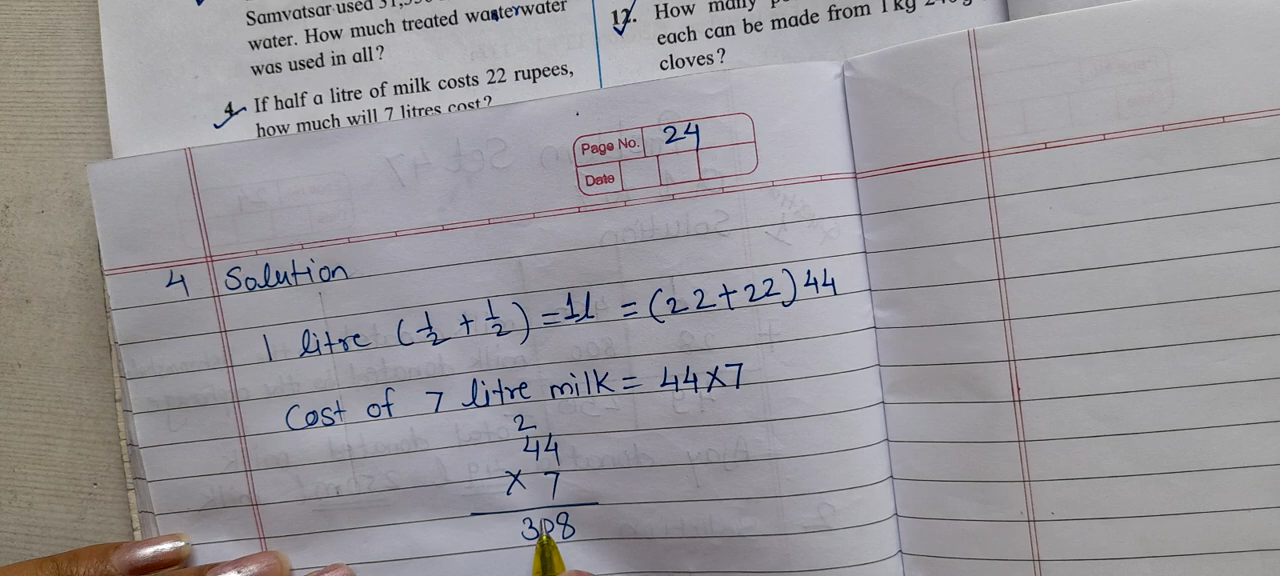 Samvatsar used 31,
water. How much treated wasterwater
was used in all?
4. If half a litre of milk costs 22 rupees,
how much will 7 litres cost?
12. How many
each can be made from 1 kg 240 g
cloves?
Page No. 24
Date
4 Solution
1 litre (1/2 + 1/2) = 1l = (22+22) 44
Cost of 7 litre milk = 44×7
2
44
× 7
308